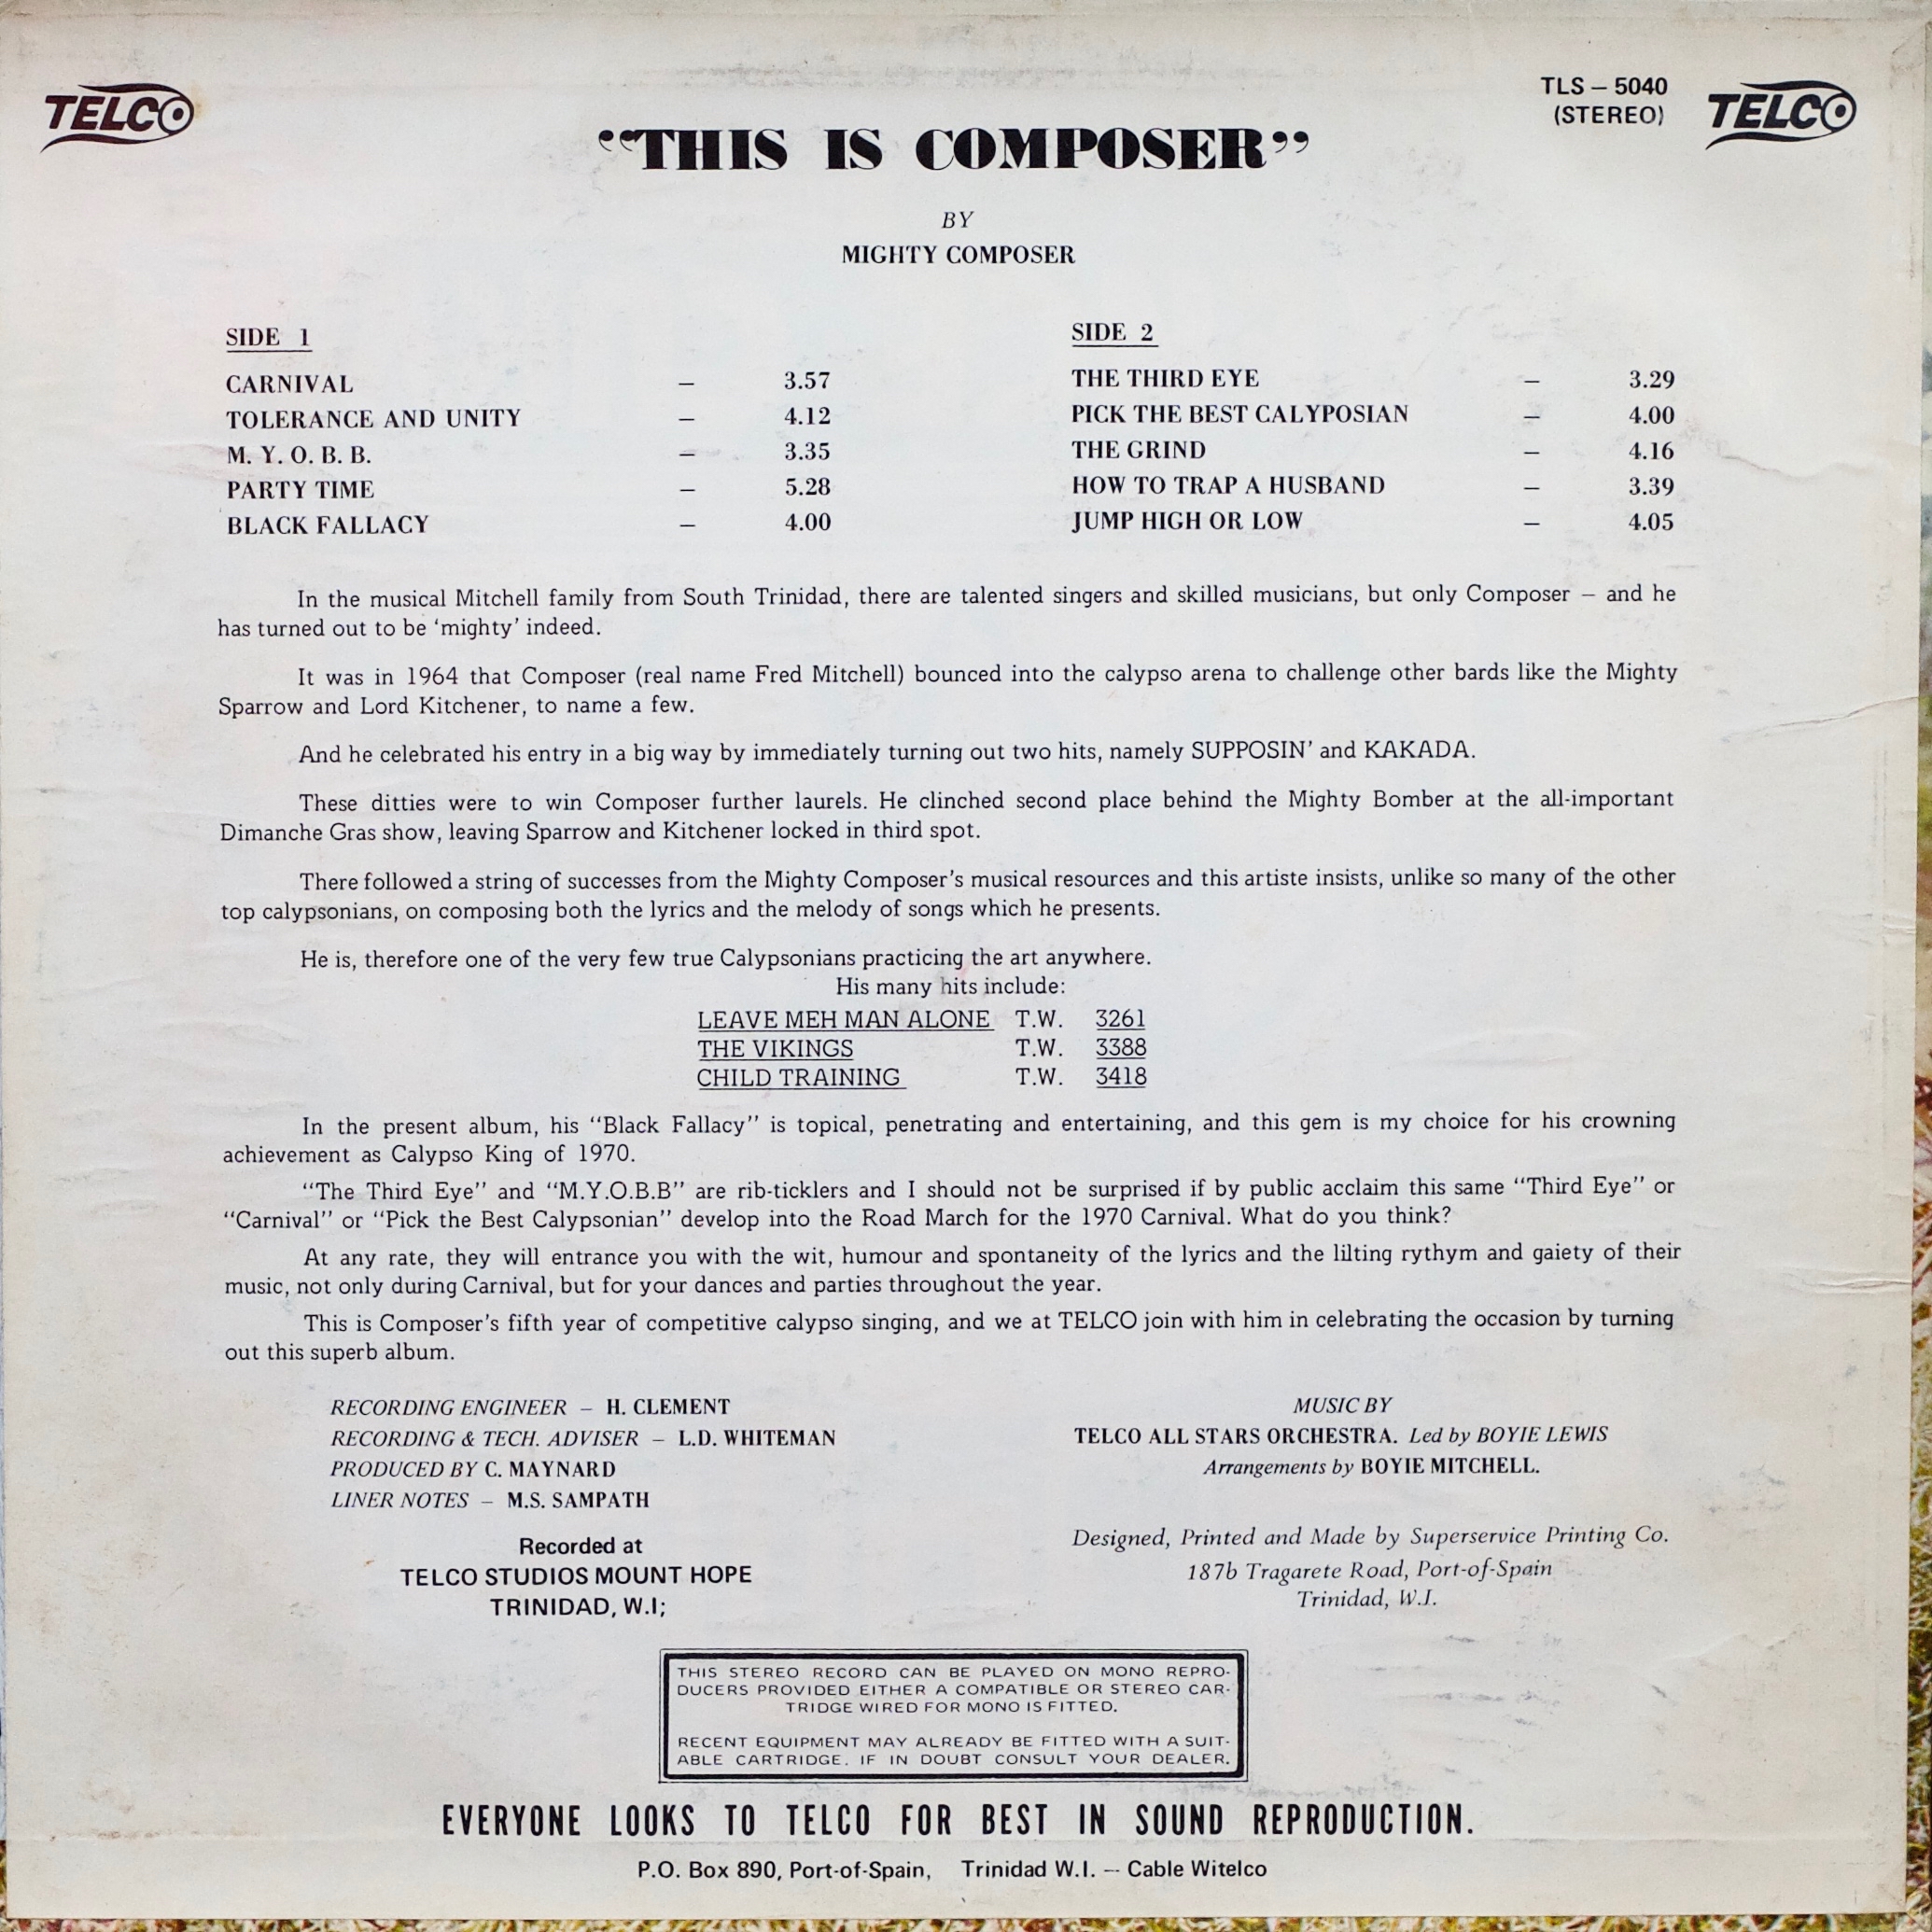 TELCO
TLS – 5040
(STEREO)
TELCO
“THIS IS COMPOSER”
BY
MIGHTY COMPOSER
SIDE 1
CARNIVAL – 3.57
TOLERANCE AND UNITY – 4.12
M. Y. O. B. B. – 3.35
PARTY TIME – 5.28
BLACK FALLACY – 4.00
SIDE 2
THE THIRD EYE – 3.29
PICK THE BEST CALYPOSIAN – 4.00
THE GRIND – 4.16
HOW TO TRAP A HUSBAND – 3.39
JUMP HIGH OR LOW – 4.05
In the musical Mitchell family from South Trinidad, there are talented singers and skilled musicians, but only Composer – and he
has turned out to be ‘mighty’ indeed.
It was in 1964 that Composer (real name Fred Mitchell) bounced into the calypso arena to challenge other bards like the Mighty
Sparrow and Lord Kitchener, to name a few.
And he celebrated his entry in a big way by immediately turning out two hits, namely SUPPOSIN’ and KAKADA.
These ditties were to win Composer further laurels. He clinched second place behind the Mighty Bomber at the all-important
Dimanche Gras show, leaving Sparrow and Kitchener locked in third spot.
There followed a string of successes from the Mighty Composer’s musical resources and this artiste insists, unlike so many of the other
top calypsonians, on composing both the lyrics and the melody of songs which he presents.
He is, therefore one of the very few true Calypsonians practicing the art anywhere.
His many hits include:
LEAVE MEH MAN ALONE T.W. 3261
THE VIKINGS T.W. 3388
CHILD TRAINING T.W. 3418
In the present album, his “Black Fallacy” is topical, penetrating and entertaining, and this gem is my choice for his crowning
achievement as Calypso King of 1970.
“The Third Eye” and “M.Y.O.B.B” are rib-ticklers and I should not be surprised if by public acclaim this same “Third Eye” or
“Carnival” or “Pick the Best Calypsonian” develop into the Road March for the 1970 Carnival. What do you think?
At any rate, they will entrance you with the wit, humour and spontaneity of the lyrics and the lilting rythym and gaiety of their
music, not only during Carnival, but for your dances and parties throughout the year.
This is Composer’s fifth year of competitive calypso singing, and we at TELCO join with him in celebrating the occasion by turning
out this superb album.
RECORDING ENGINEER – H. CLEMENT
RECORDING & TECH. ADVISER – L.D. WHITEMAN
PRODUCED BY C. MAYNARD
LINER NOTES – M.S. SAMPATH
Recorded at
TELCO STUDIOS MOUNT HOPE
TRINIDAD, W.I;
MUSIC BY
TELCO ALL STARS ORCHESTRA. Led by BOYIE LEWIS
Arrangements by BOYIE MITCHELL.
Designed, Printed and Made by Superservice Printing Co.
187b Tragarete Road, Port-of-Spain
Trinidad, W.I.
THIS STEREO RECORD CAN BE PLAYED ON MONO REPRO-
DUCERS PROVIDED EITHER A COMPATIBLE OR STEREO CAR-
TRIDGE WIRED FOR MONO IS FITTED.
RECENT EQUIPMENT MAY ALREADY BE FITTED WITH A SUIT-
ABLE CARTRIDGE. IF IN DOUBT CONSULT YOUR DEALER.
EVERYONE LOOKS TO TELCO FOR BEST IN SOUND REPRODUCTION.
P.O. Box 890, Port-of-Spain, Trinidad W.I. – Cable Witelco